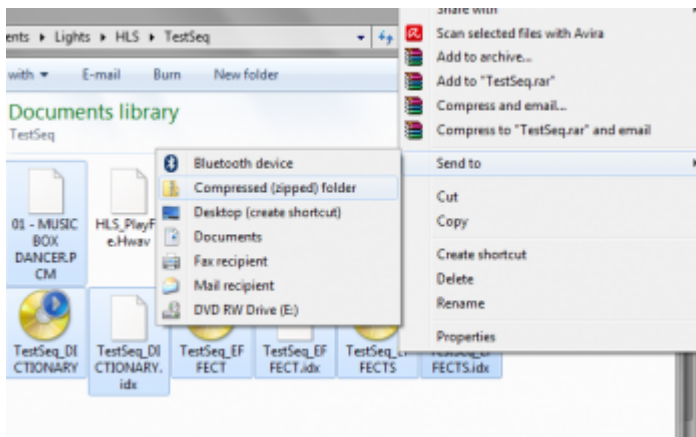 Share with
ents ▸ Lights ▸ HLS ▸ TestSeq
Scan selected files with Avira
Add to archive...
Add to "TestSeq.rar"
Compress and email...
Compress to "TestSeq.rar" and email
with
E-mail
Burn
New folder
Documents library
TestSeq
Send to
Cut
Copy
Create shortcut
Delete
Rename
Properties
Bluetooth device
Compressed (zipped) folder
Desktop (create shortcut)
Documents
Fax recipient
Mail recipient
DVD RW Drive (E:)
01 - MUSIC
BOX
DANCER.P
CM
HLS_PlayF
e.Hwav
TestSeq_DI
CTIONARY
TestSeq_DI
CTIONARY.
idx
TestSeq_EF
FECT
TestSeq_EF
FECT.idx
TestSeq_EF
FECTS
TestSeq_EF
FECTS.idx